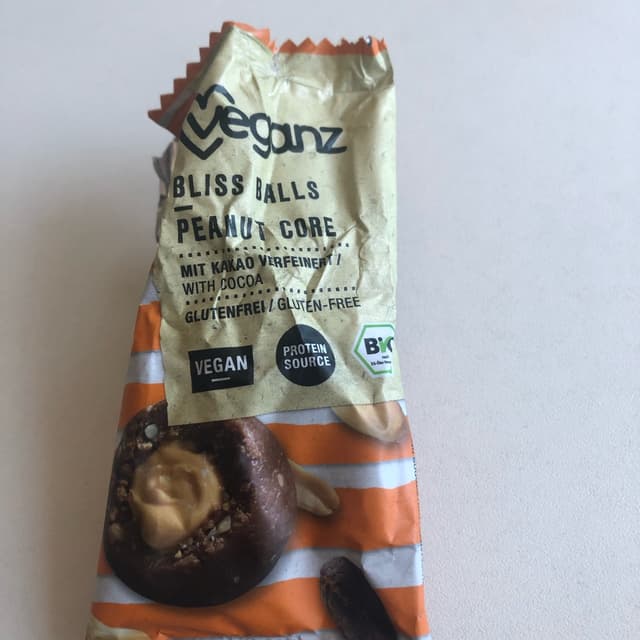 veganz
BLISS BALLS
PEANUT CORE
MIT KAKAO VERFEINERT /
WITH COCOA
GLUTENFREI / GLUTEN-FREE
VEGAN
PROTEIN
SOURCE
BIO